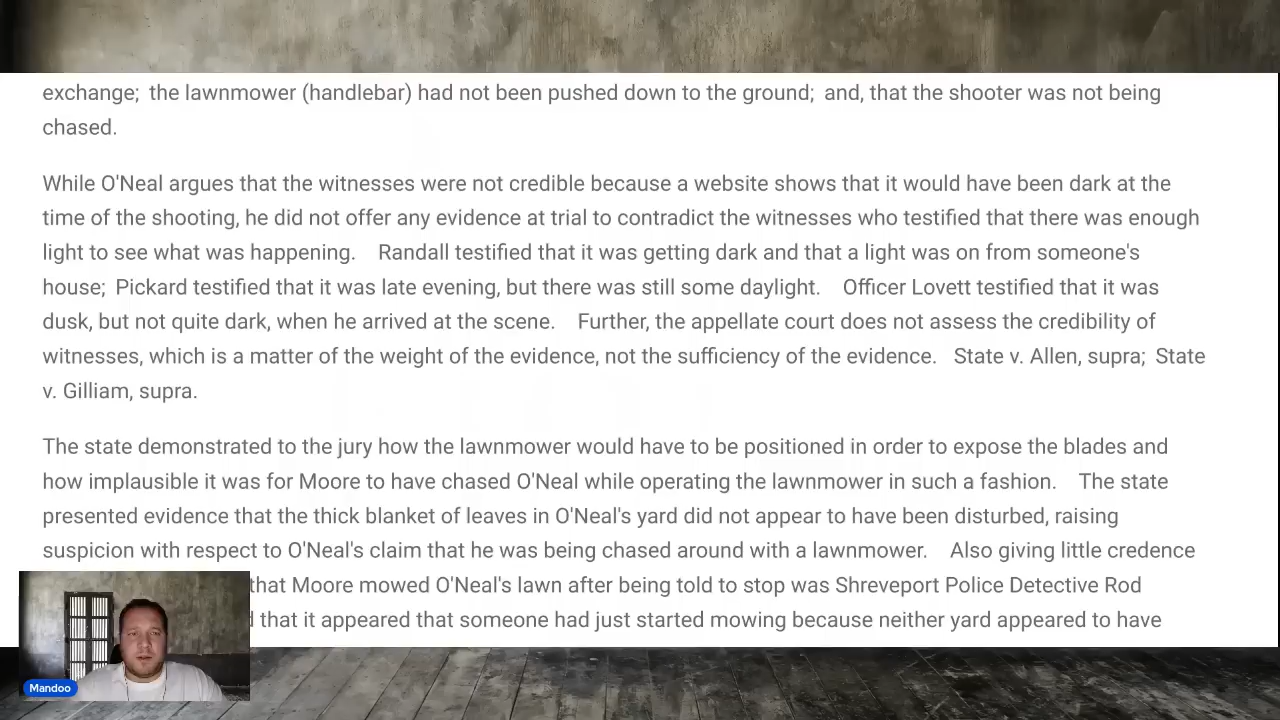 exchange; the lawnmower (handlebar) had not been pushed down to the ground; and, that the shooter was not being
chased.
While O'Neal argues that the witnesses were not credible because a website shows that it would have been dark at the
time of the shooting, he did not offer any evidence at trial to contradict the witnesses who testified that there was enough
light to see what was happening. Randall testified that it was getting dark and that a light was on from someone's
house; Pickard testified that it was late evening, but there was still some daylight. Officer Lovett testified that it was
dusk, but not quite dark, when he arrived at the scene. Further, the appellate court does not assess the credibility of
witnesses, which is a matter of the weight of the evidence, not the sufficiency of the evidence. State v. Allen, supra; State
v. Gilliam, supra.
The state demonstrated to the jury how the lawnmower would have to be positioned in order to expose the blades and
how implausible it was for Moore to have chased O'Neal while operating the lawnmower in such a fashion. The state
presented evidence that the thick blanket of leaves in O'Neal's yard did not appear to have been disturbed, raising
suspicion with respect to O'Neal's claim that he was being chased around with a lawnmower. Also giving little credence
that Moore mowed O'Neal's lawn after being told to stop was Shreveport Police Detective Rod
that it appeared that someone had just started mowing because neither yard appeared to have
Mandoo